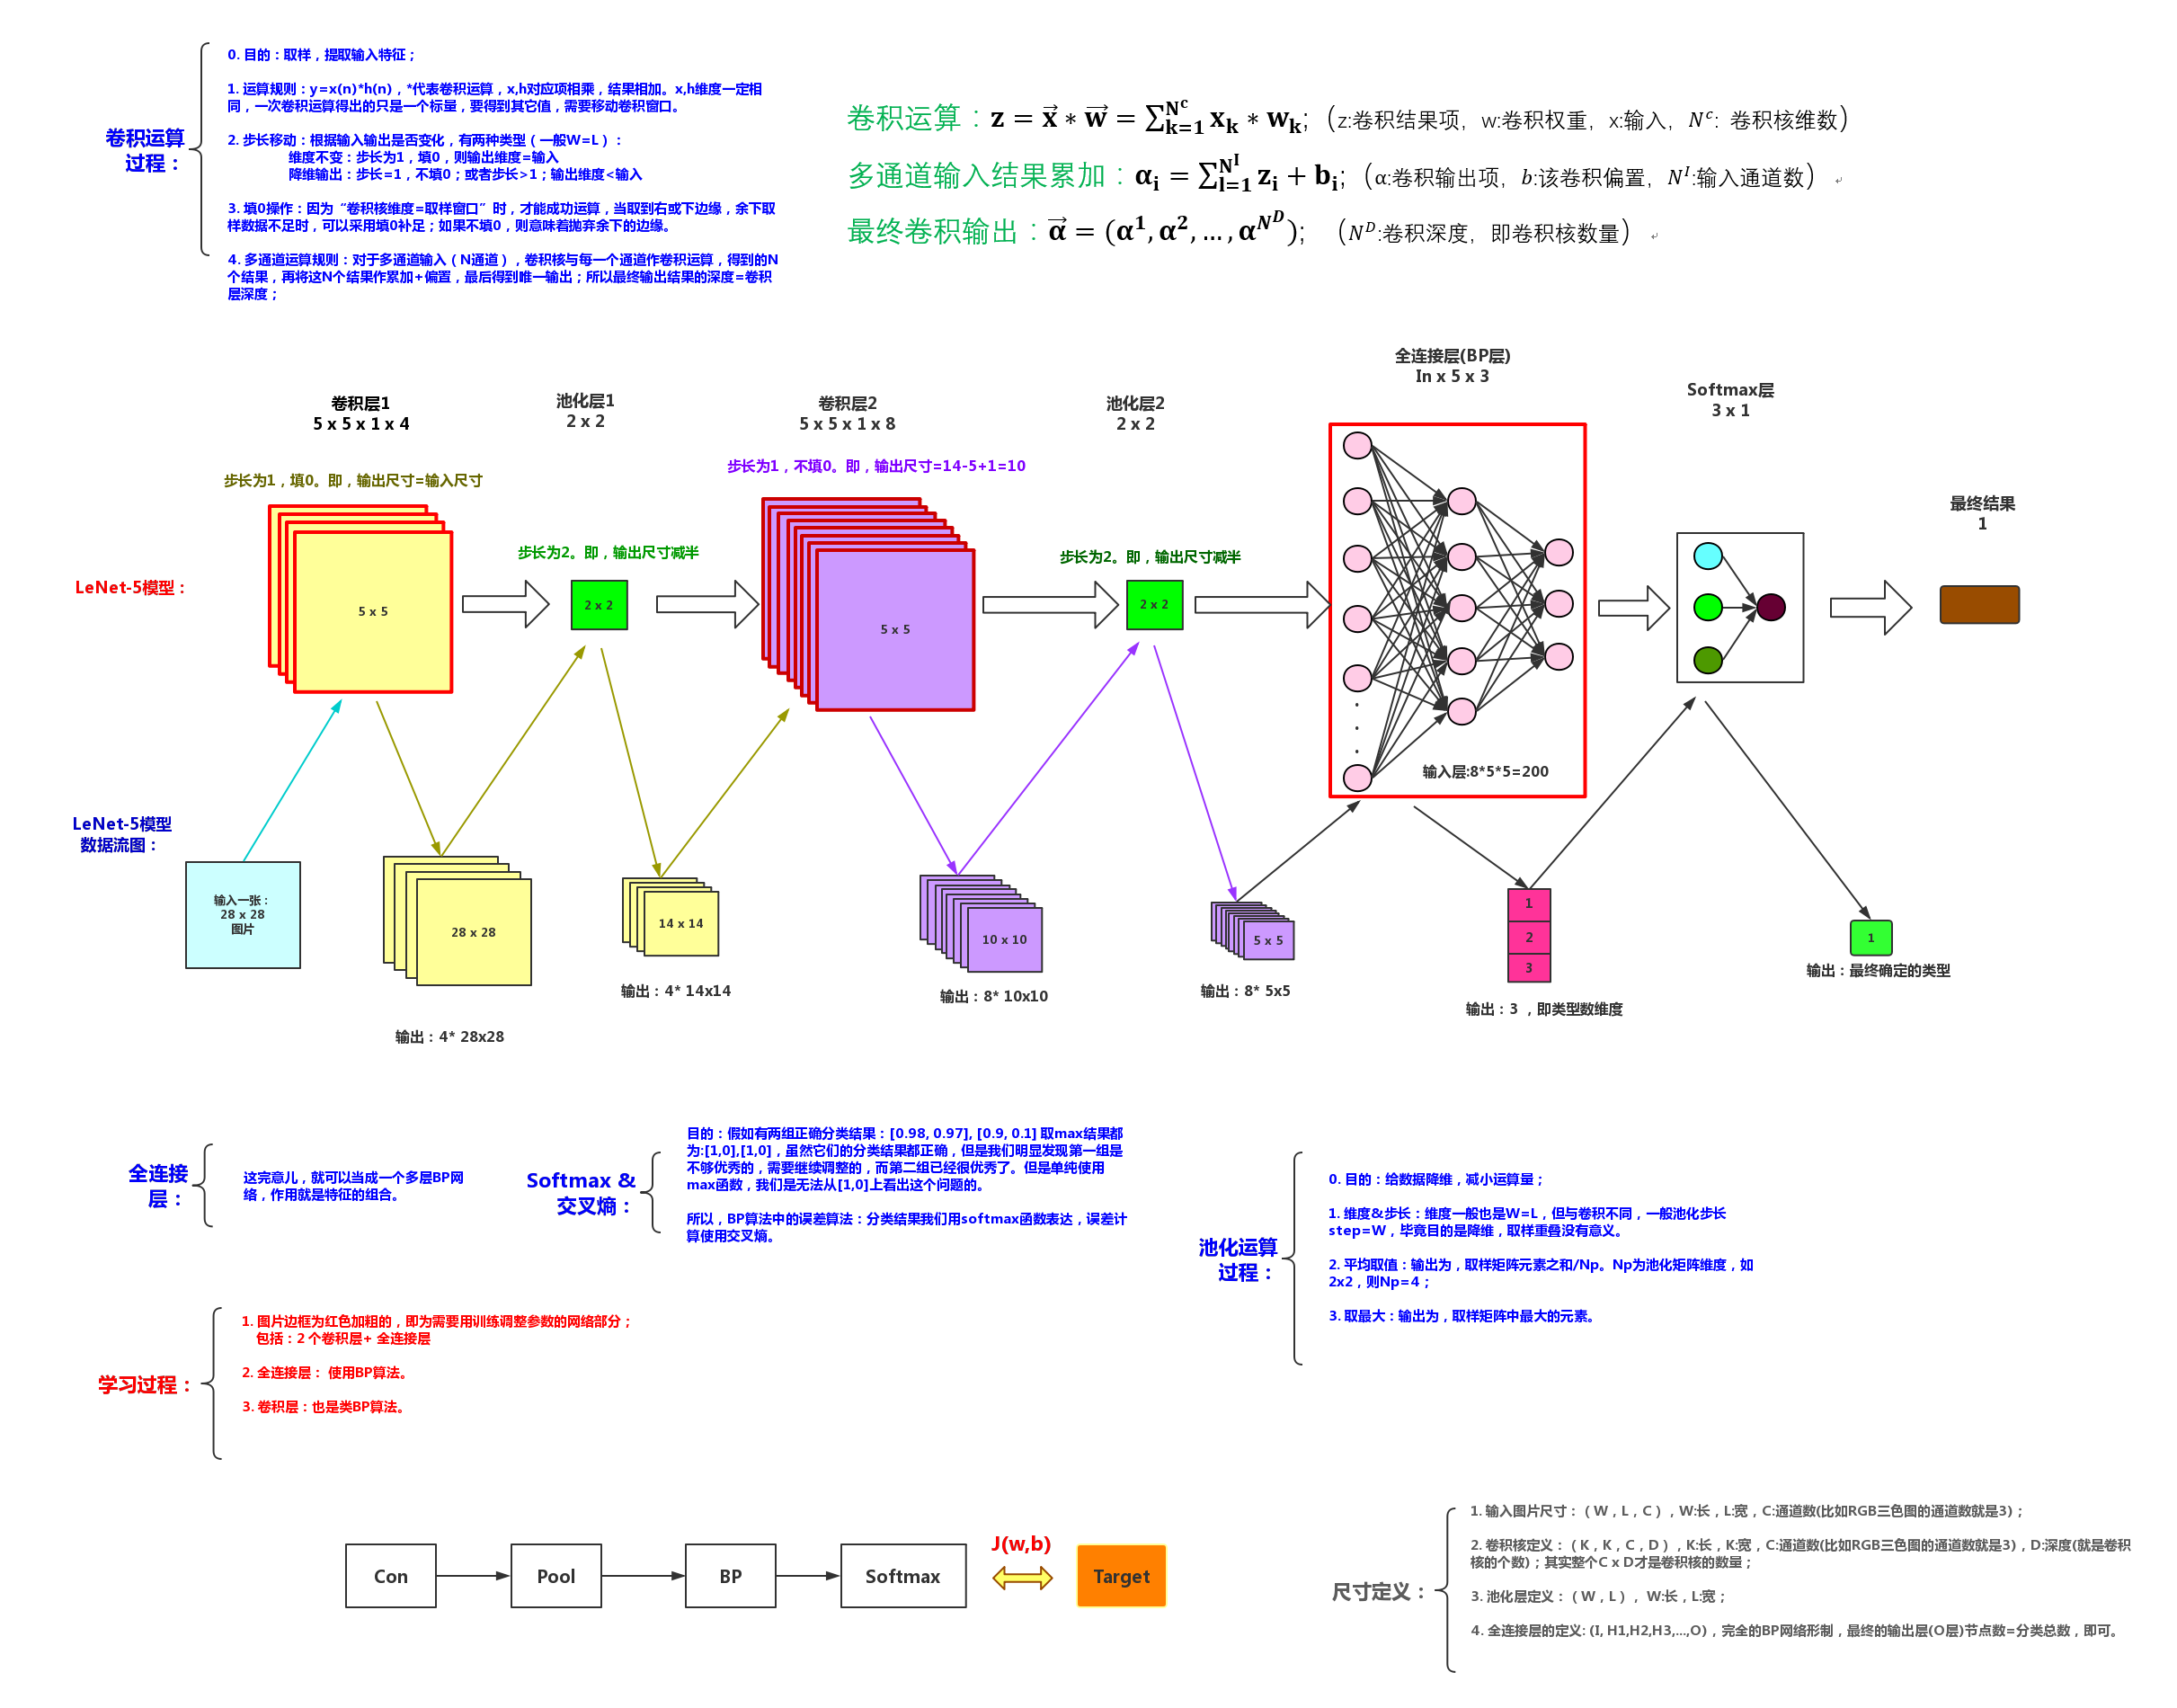 卷积运算
过程：
0. 目的：取样，提取输入特征；
1. 运算规则：y=x(n)*h(n)，*代表卷积运算，x,h对应项相乘，结果相加。x,h维度一定相
同，一次卷积运算得出的只是一个标量，要得到其它值，需要移动卷积窗口。
2. 步长移动：根据输入输出是否变化，有两种类型（一般W=L）：
维度不变：步长为1，填0，则输出维度=输入
降维输出：步长=1，不填0；或者步长>1；输出维度<输入
3. 填0操作：因为“卷积核维度=取样窗口”时，才能成功运算，当取到右或下边缘，余下取
样数据不足时，可以采用填0补足；如果不填0，则意味着抛弃余下的边缘。
4. 多通道运算规则：对于多通道输入（N通道），卷积核与每一个通道作卷积运算，得到的N
个结果，再将这N个结果作累加+偏置，最后得到唯一输出；所以最终输出结果的深度=卷积
层深度；
卷积运算：z = x⃗ ∗ w⃗ = ∑_{k=1}^{N^c} x_k ∗ w_k;（z:卷积结果项，w:卷积权重，x:输入，N^c: 卷积核维数）
多通道输入结果累加：α_i = ∑_{l=1}^{N^I} z_i + b_i;（α:卷积输出项，b:该卷积偏置，N^I:输入通道数）
最终卷积输出：α⃗ = (α^1, α^2, ..., α^{N^D}); （N^D:卷积深度，即卷积核数量）
全连接层(BP层)
In x 5 x 3
卷积层1
5 x 5 x 1 x 4
池化层1
2 x 2
卷积层2
5 x 5 x 1 x 8
池化层2
2 x 2
Softmax层
3 x 1
步长为1，填0。即，输出尺寸=输入尺寸
步长为1，不填0。即，输出尺寸=14-5+1=10
步长为2。即，输出尺寸减半
步长为2。即，输出尺寸减半
最终结果
1
LeNet-5模型：
5 x 5
2 x 2
5 x 5
2 x 2
输入层:8*5*5=200
LeNet-5模型
数据流图：
输入一张：
28 x 28
图片
28 x 28
14 x 14
10 x 10
5 x 5
1
2
3
1
输出：4* 28x28
输出：4* 14x14
输出：8* 10x10
输出：8* 5x5
输出：3 ，即类型数维度
输出：最终确定的类型
全连接
层：
这完意儿，就可以当成一个多层BP网
络，作用就是特征的组合。
Softmax &
交叉熵：
目的：假如有两组正确分类结果：[0.98, 0.97], [0.9, 0.1] 取max结果都
为:[1,0],[1,0]，虽然它们的分类结果都正确，但是我们明显发现第一组是
不够优秀的，需要继续调整的，而第二组已经很优秀了。但是单纯使用
max函数，我们是无法从[1,0]上看出这个问题的。
所以，BP算法中的误差算法：分类结果我们用softmax函数表达，误差计
算使用交叉熵。
池化运算
过程：
0. 目的：给数据降维，减小运算量；
1. 维度&步长：维度一般也是W=L，但与卷积不同，一般池化步长
step=W，毕竟目的是降维，取样重叠没有意义。
2. 平均取值：输出为，取样矩阵元素之和/Np。Np为池化矩阵维度，如
2x2，则Np=4；
3. 取最大：输出为，取样矩阵中最大的元素。
学习过程：
1. 图片边框为红色加粗的，即为需要用训练调整参数的网络部分；
包括：2 个卷积层+ 全连接层
2. 全连接层： 使用BP算法。
3. 卷积层：也是类BP算法。
Con
Pool
BP
Softmax
J(w,b)
Target
尺寸定义：
1. 输入图片尺寸：（W，L，C），W:长，L:宽，C:通道数(比如RGB三色图的通道数就是3)；
2. 卷积核定义：（K，K，C，D），K:长，K:宽，C:通道数(比如RGB三色图的通道数就是3)，D:深度(就是卷积
核的个数)；其实整个C x D才是卷积核的数量；
3. 池化层定义：（W，L）， W:长，L:宽；
4. 全连接层的定义: (I, H1,H2,H3,...,O)，完全的BP网络形制，最终的输出层(O层)节点数=分类总数，即可。